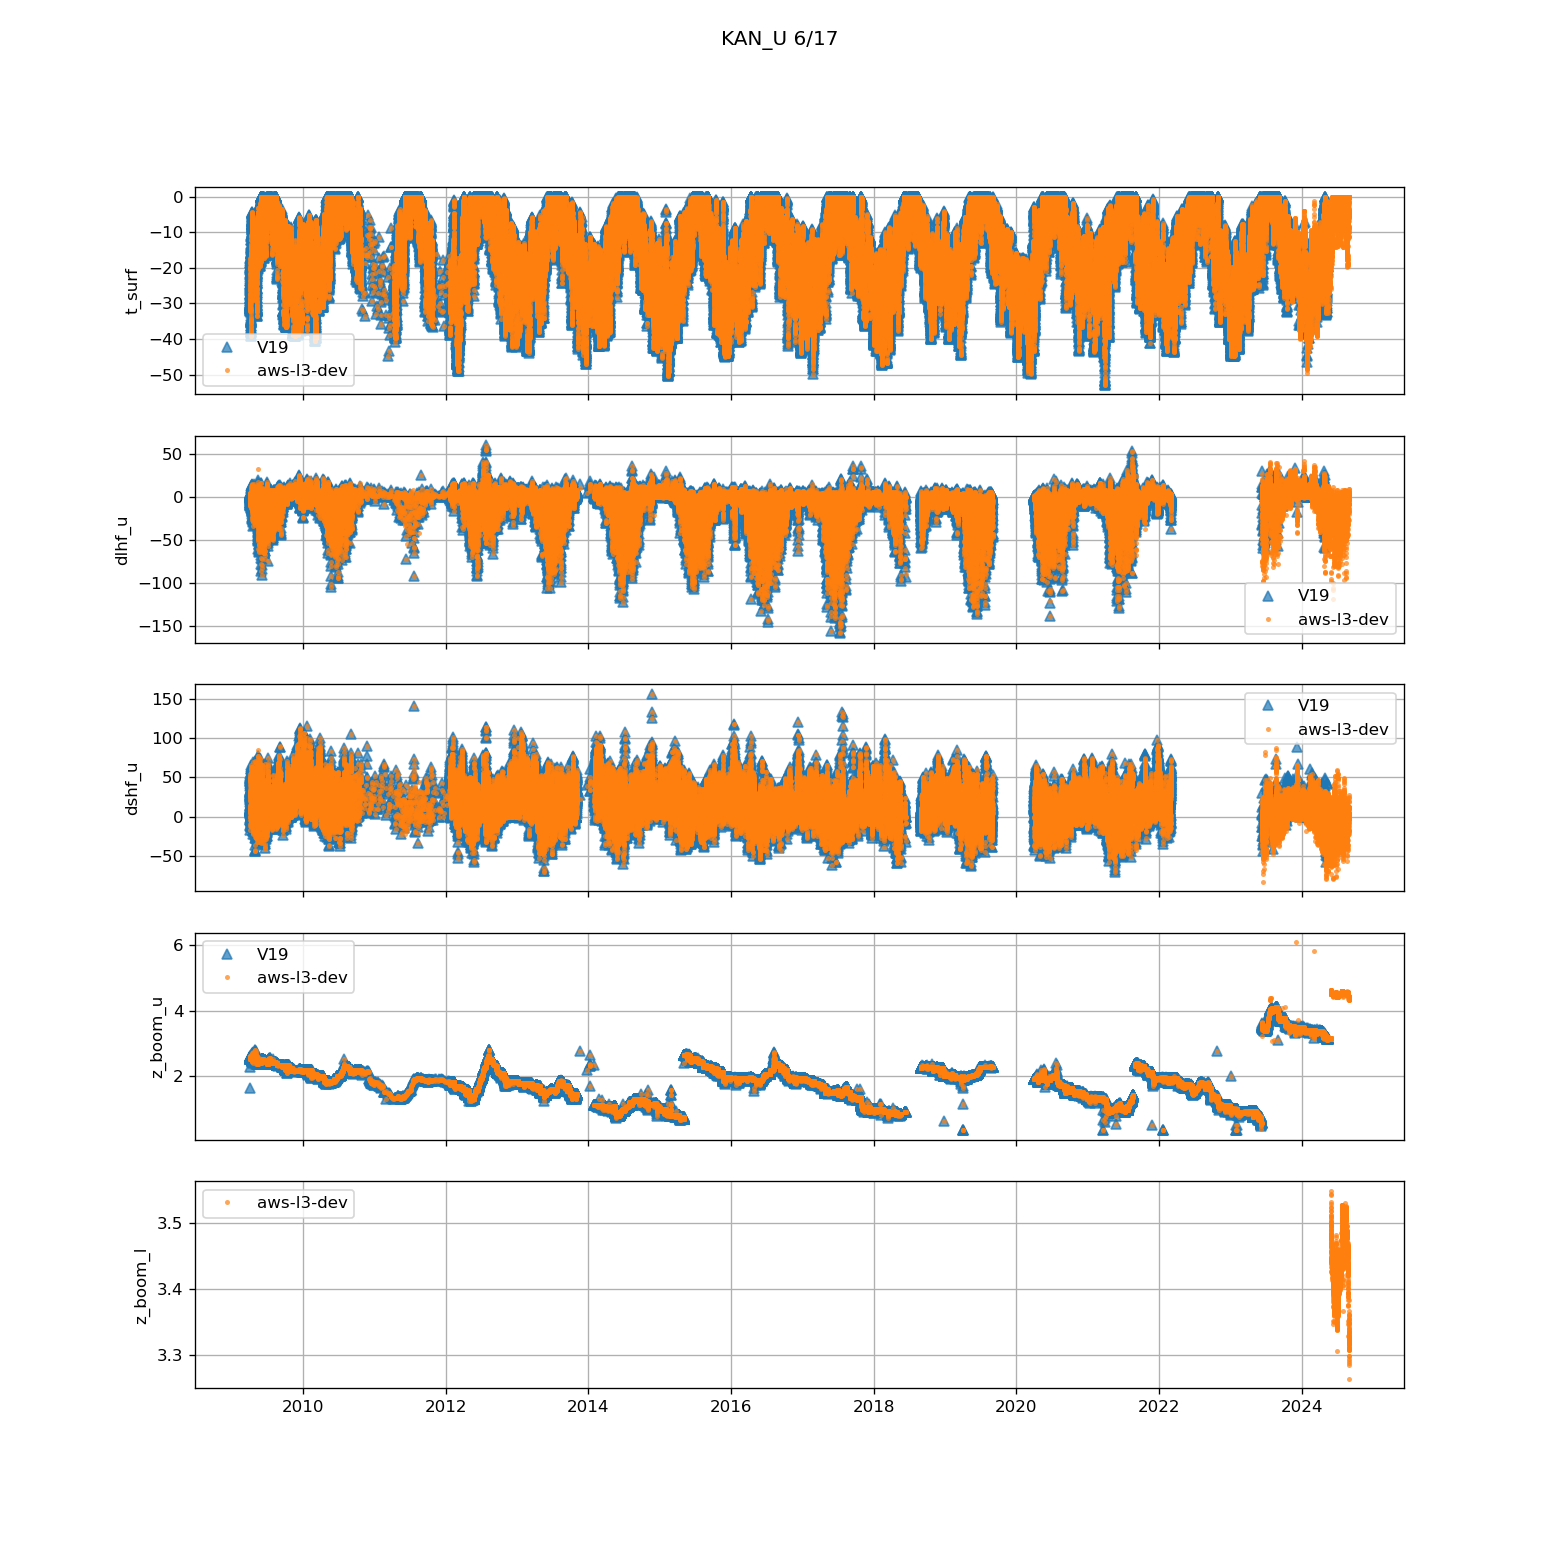 KAN_U 6/17
0
−10
−20
−30
−40
−50
t_surf
V19
aws-l3-dev
50
0
−50
−100
−150
dlhf_u
V19
aws-l3-dev
150
100
50
0
−50
dshf_u
V19
aws-l3-dev
6
4
2
z_boom_u
V19
aws-l3-dev
3.5
3.4
3.3
z_boom_l
aws-l3-dev
2010 2012 2014 2016 2018 2020 2022 2024